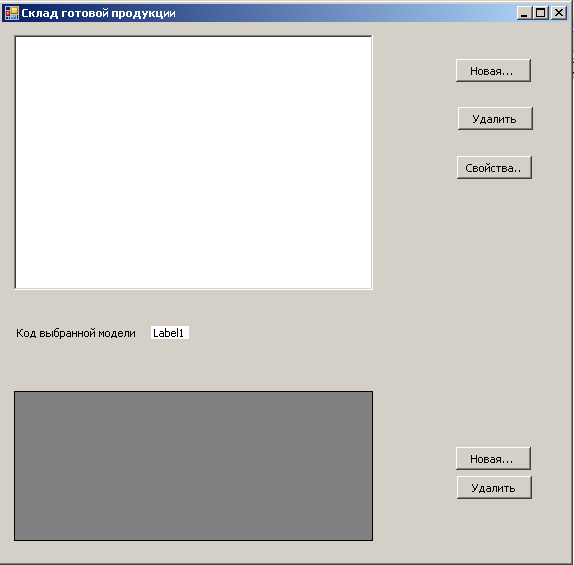 Склад готовой продукции
Новая...
Удалить
Свойства..
Код выбранной модели Label1
Новая...
Удалить